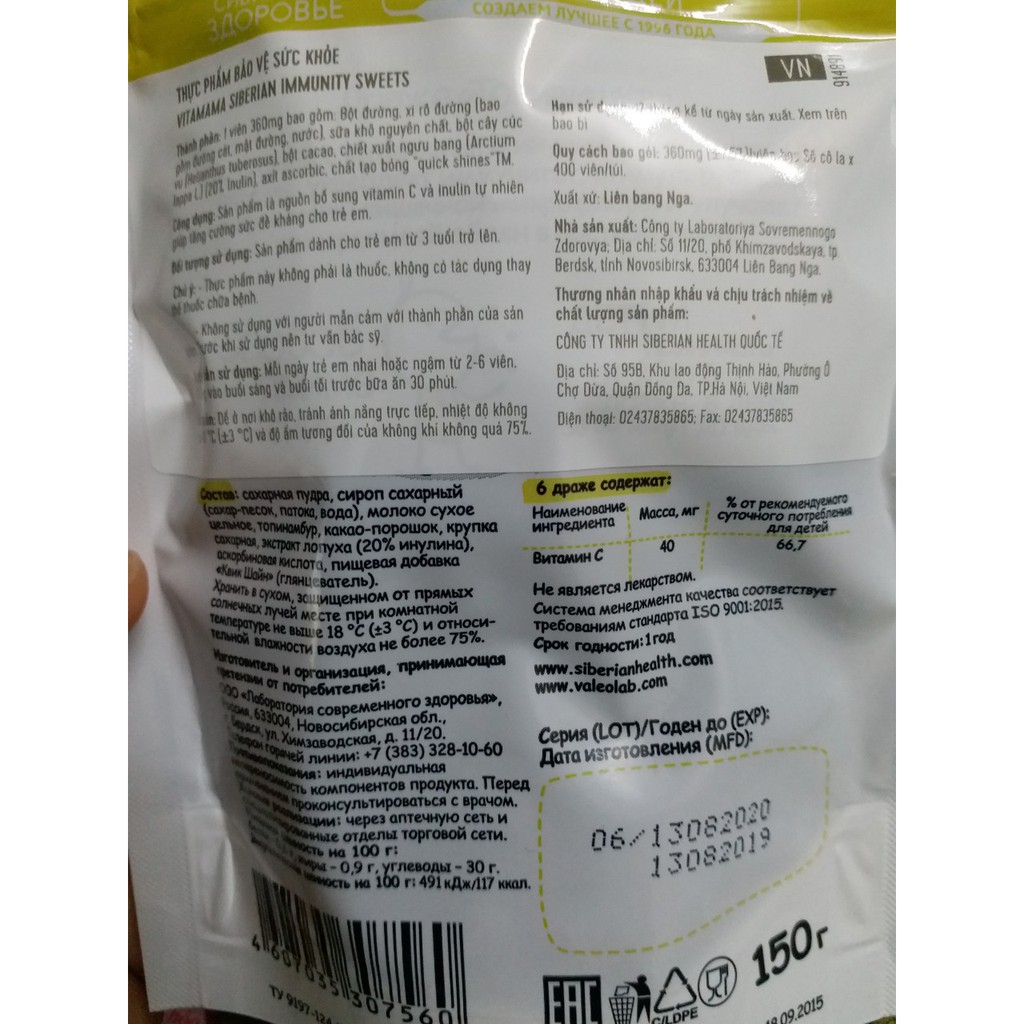 ЗДОРОВЬЕ
СОЗДАЕМ ЛУЧШЕЕ С 1996 ГОДА
THỰC PHẨM BẢO VỆ SỨC KHỎE
VITAMAMA SIBERIAN IMMUNITY SWEETS
Thành phần: 1 viên 360mg bao gồm: Bột đường, xi rô đường (bao
gồm đường cát, mật đường, nước), sữa khô nguyên chất, bột cây cúc
vu (Helianthus tuberosus), bột cacao, chiết xuất ngưu bang (Arctium
lappa L.) (20% Inulin), axit ascorbic, chất tạo bóng "quick shines"TM.
Công dụng: Sản phẩm là nguồn bổ sung vitamin C và inulin tự nhiên
giúp tăng cường sức đề kháng cho trẻ em.
Đối tượng sử dụng: Sản phẩm dành cho trẻ em từ 3 tuổi trở lên.
Chú ý: - Thực phẩm này không phải là thuốc, không có tác dụng thay
thế thuốc chữa bệnh.
- Không sử dụng với người mẫn cảm với thành phần của sản
trước khi sử dụng nên tư vấn bác sỹ.
sử dụng: Mỗi ngày trẻ em nhai hoặc ngậm từ 2-6 viên,
vào buổi sáng và buổi tối trước bữa ăn 30 phút.
Để ở nơi khô ráo, tránh ánh nắng trực tiếp, nhiệt độ không
°C (±3 °C) và độ ẩm tương đối của không khí không quá 75%.
VN
914891
Hạn sử kể từ ngày sản xuất. Xem trên
bao bì
Quy cách bao gói: 360mg Sô cô la x
400 viên/túi.
Xuất xứ: Liên bang Nga.
Nhà sản xuất: Công ty Laboratoriya Sovremennogo
Zdorovya; Địa chỉ: Số 11/20, phố Khimzavodskaya, tp.
Berdsk, tỉnh Novosibirsk, 633004 Liên Bang Nga.
Thương nhân nhập khẩu và chịu trách nhiệm về
chất lượng sản phẩm:
CÔNG TY TNHH SIBERIAN HEALTH QUỐC TẾ
Địa chỉ: Số 95B, Khu lao động Thịnh Hào, Phường Ô
Chợ Dừa, Quận Đống Đa, TP.Hà Nội, Việt Nam
Điện thoại: 02437835865; Fax: 02437835865
Состав: сахарная пудра, сироп сахарный
(сахар-песок, патока, вода), молоко сухое
цельное, топинамбур, какао-порошок, крупка
сахарная, экстракт лопуха (20% инулина),
аскорбиновая кислота, пищевая добавка
«Квик Шайн» (глянцеватель).
Хранить в сухом, защищенном от прямых
солнечных лучей месте при комнатной
температуре не выше 18 °С (±3 °С) и относи-
тельной влажности воздуха не более 75%.
Изготовитель и организация, принимающая
претензии от потребителей:
ООО «Лаборатория современного здоровья»,
Россия, 633004, Новосибирская обл.,
г. Бердск, ул. Химзаводская, д. 11/20.
горячей линии: +7 (383) 328-10-60
индивидуальная
компонентов продукта. Перед
проконсультироваться с врачом.
реализации: через аптечную сеть и
отделы торговой сети.
на 100 г:
жиры - 0,9 г, углеводы - 30 г.
на 100 г: 491 кДж/117 ккал.
6 драже содержат:
Наименование ингредиента
Масса, мг
% от рекомендуемого суточного потребления для детей
Витамин С 40 66,7
Не является лекарством.
Система менеджмента качества соответствует
требованиям стандарта ISO 9001:2015.
Срок годности: 1 год
www.siberianhealth.com
www.valeolab.com
Серия (LOT)/Годен до (EXP):
Дата изготовления (MFD):
06/13082020
13082019
4 607035 307560
ТУ 9197-124
EAC
C/LDPE
150 г
18.09.2015